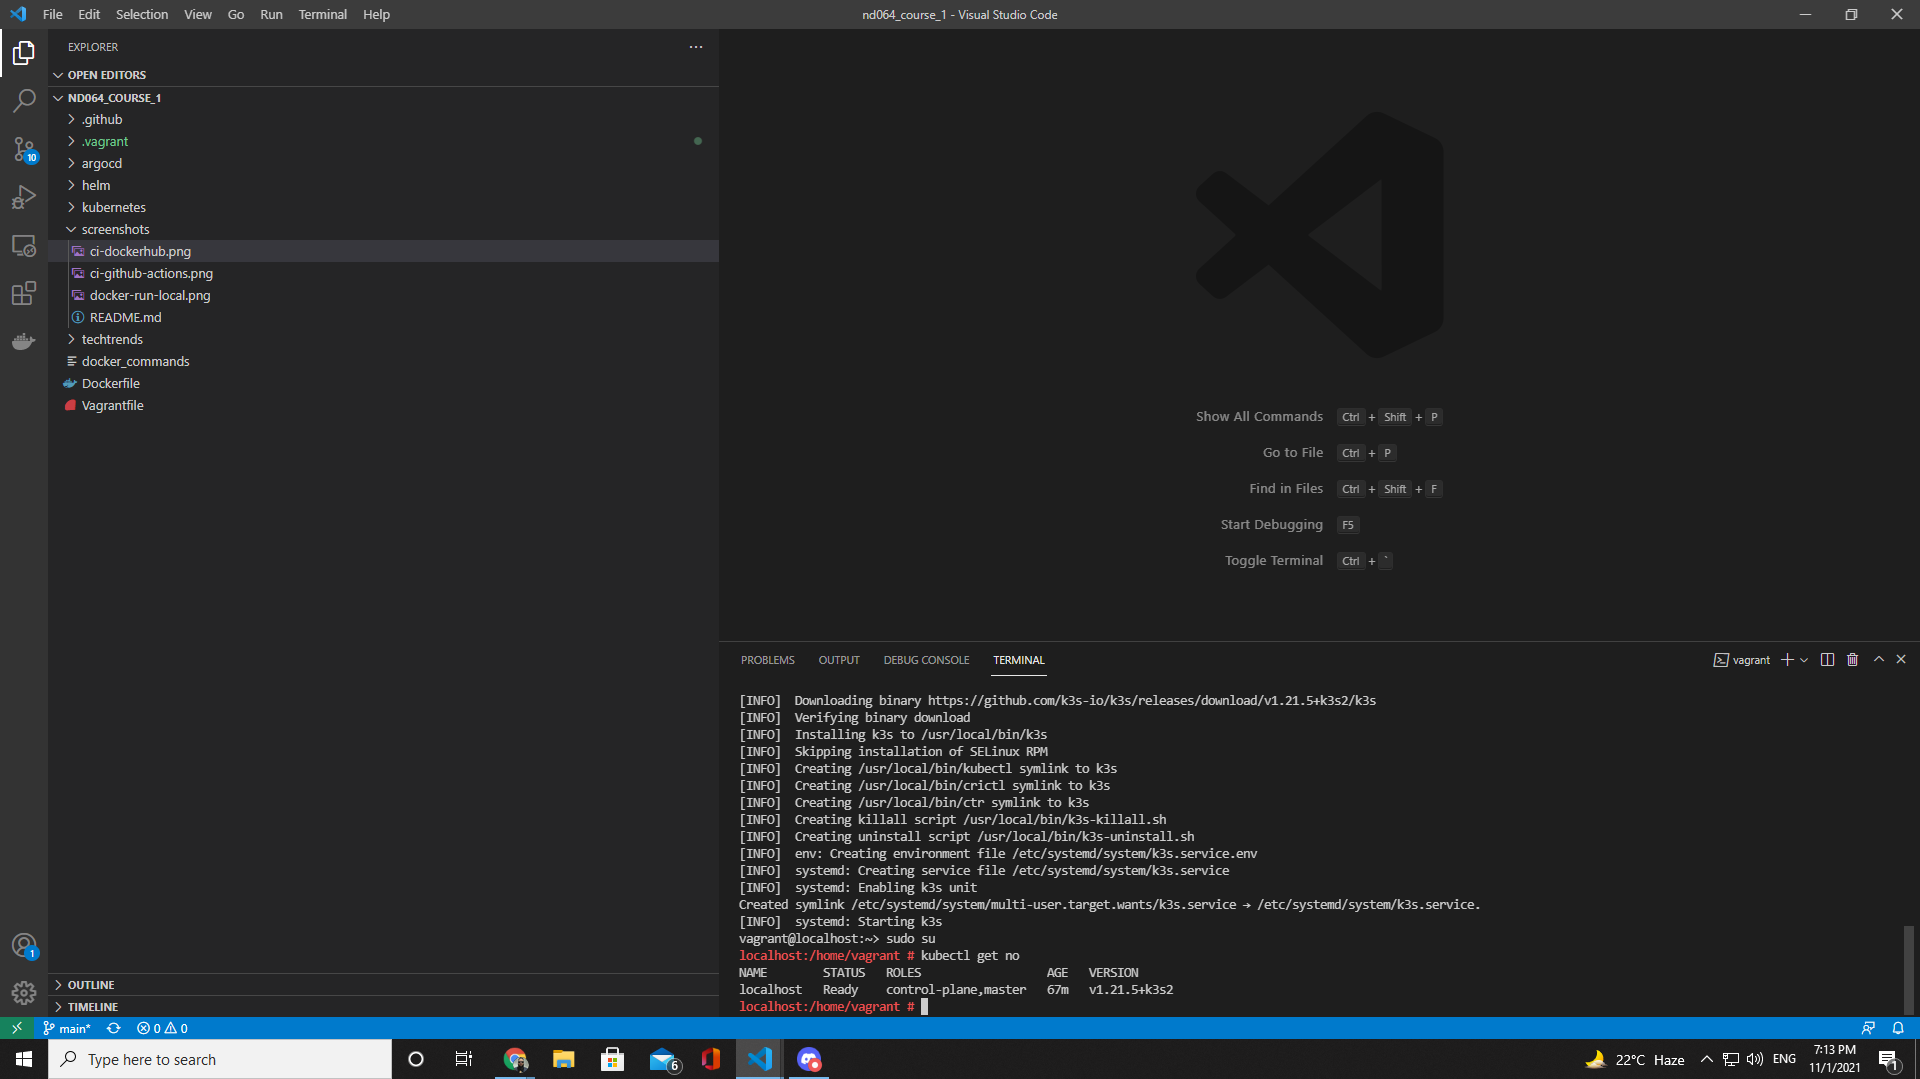 File Edit Selection View Go Run Terminal Help
nd064_course_1 - Visual Studio Code
EXPLORER
OPEN EDITORS
ND064_COURSE_1
.github
.vagrant
argocd
helm
kubernetes
screenshots
ci-dockerhub.png
ci-github-actions.png
docker-run-local.png
README.md
techtrends
docker_commands
Dockerfile
Vagrantfile
10
1
OUTLINE
TIMELINE
Show All Commands Ctrl + Shift + P
Go to File Ctrl + P
Find in Files Ctrl + Shift + F
Start Debugging F5
Toggle Terminal Ctrl + `
PROBLEMS OUTPUT DEBUG CONSOLE TERMINAL
vagrant
[INFO] Downloading binary https://github.com/k3s-io/k3s/releases/download/v1.21.5+k3s2/k3s
[INFO] Verifying binary download
[INFO] Installing k3s to /usr/local/bin/k3s
[INFO] Skipping installation of SELinux RPM
[INFO] Creating /usr/local/bin/kubectl symlink to k3s
[INFO] Creating /usr/local/bin/crictl symlink to k3s
[INFO] Creating /usr/local/bin/ctr symlink to k3s
[INFO] Creating killall script /usr/local/bin/k3s-killall.sh
[INFO] Creating uninstall script /usr/local/bin/k3s-uninstall.sh
[INFO] env: Creating environment file /etc/systemd/system/k3s.service.env
[INFO] systemd: Creating service file /etc/systemd/system/k3s.service
[INFO] systemd: Enabling k3s unit
Created symlink /etc/systemd/system/multi-user.target.wants/k3s.service → /etc/systemd/system/k3s.service.
[INFO] systemd: Starting k3s
vagrant@localhost:~> sudo su
localhost:/home/vagrant # kubectl get no
NAME STATUS ROLES AGE VERSION
localhost Ready control-plane,master 67m v1.21.5+k3s2
localhost:/home/vagrant #
main* 0 0
Type here to search
6
22°C Haze
ENG
7:13 PM
11/1/2021
1